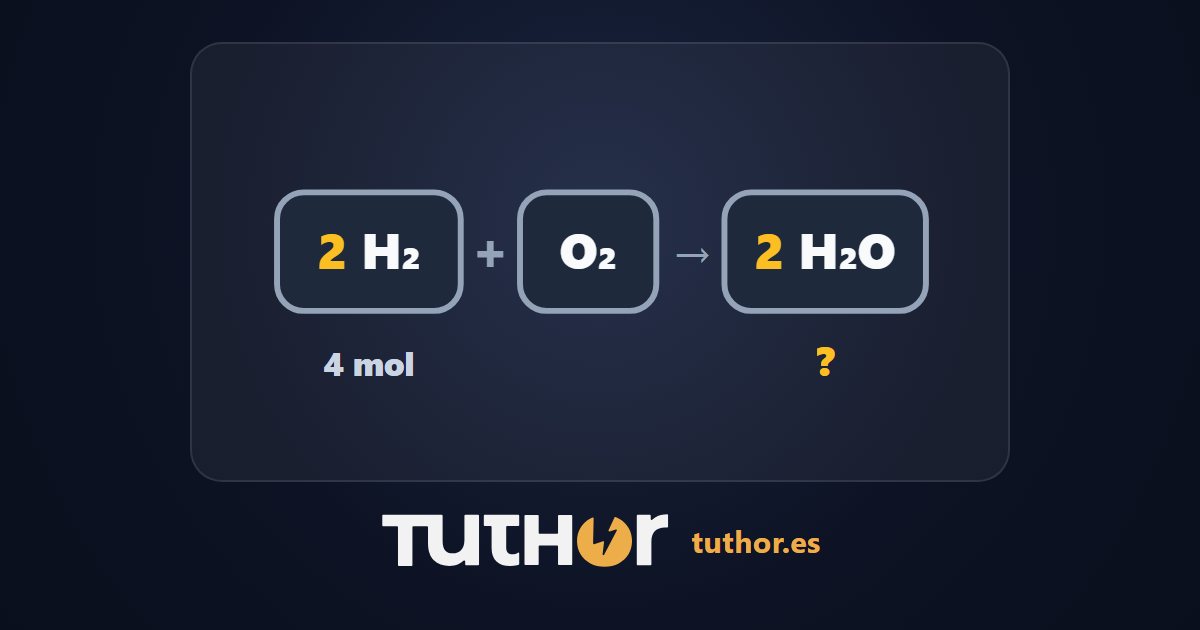 2 H₂ + O₂ → 2 H₂O
4 mol ?
TUTHOR tuthor.es